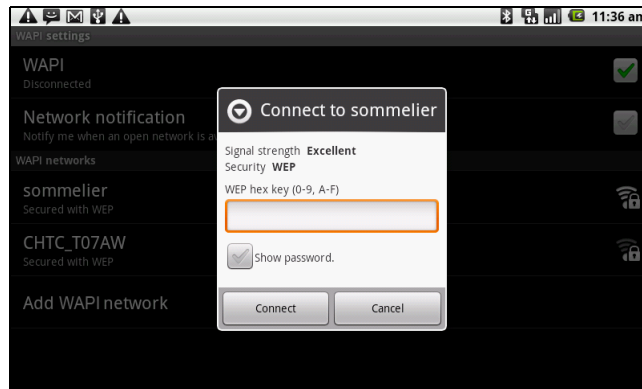 11:36 am
WAPI settings
WAPI
Disconnected
Network notification
Notify me when an open network is av
WAPI networks
sommelier
Secured with WEP
CHTC_T07AW
Secured with WEP
Add WAPI network
Connect to sommelier
Signal strength Excellent
Security WEP
WEP hex key (0-9, A-F)
Show password.
Connect
Cancel